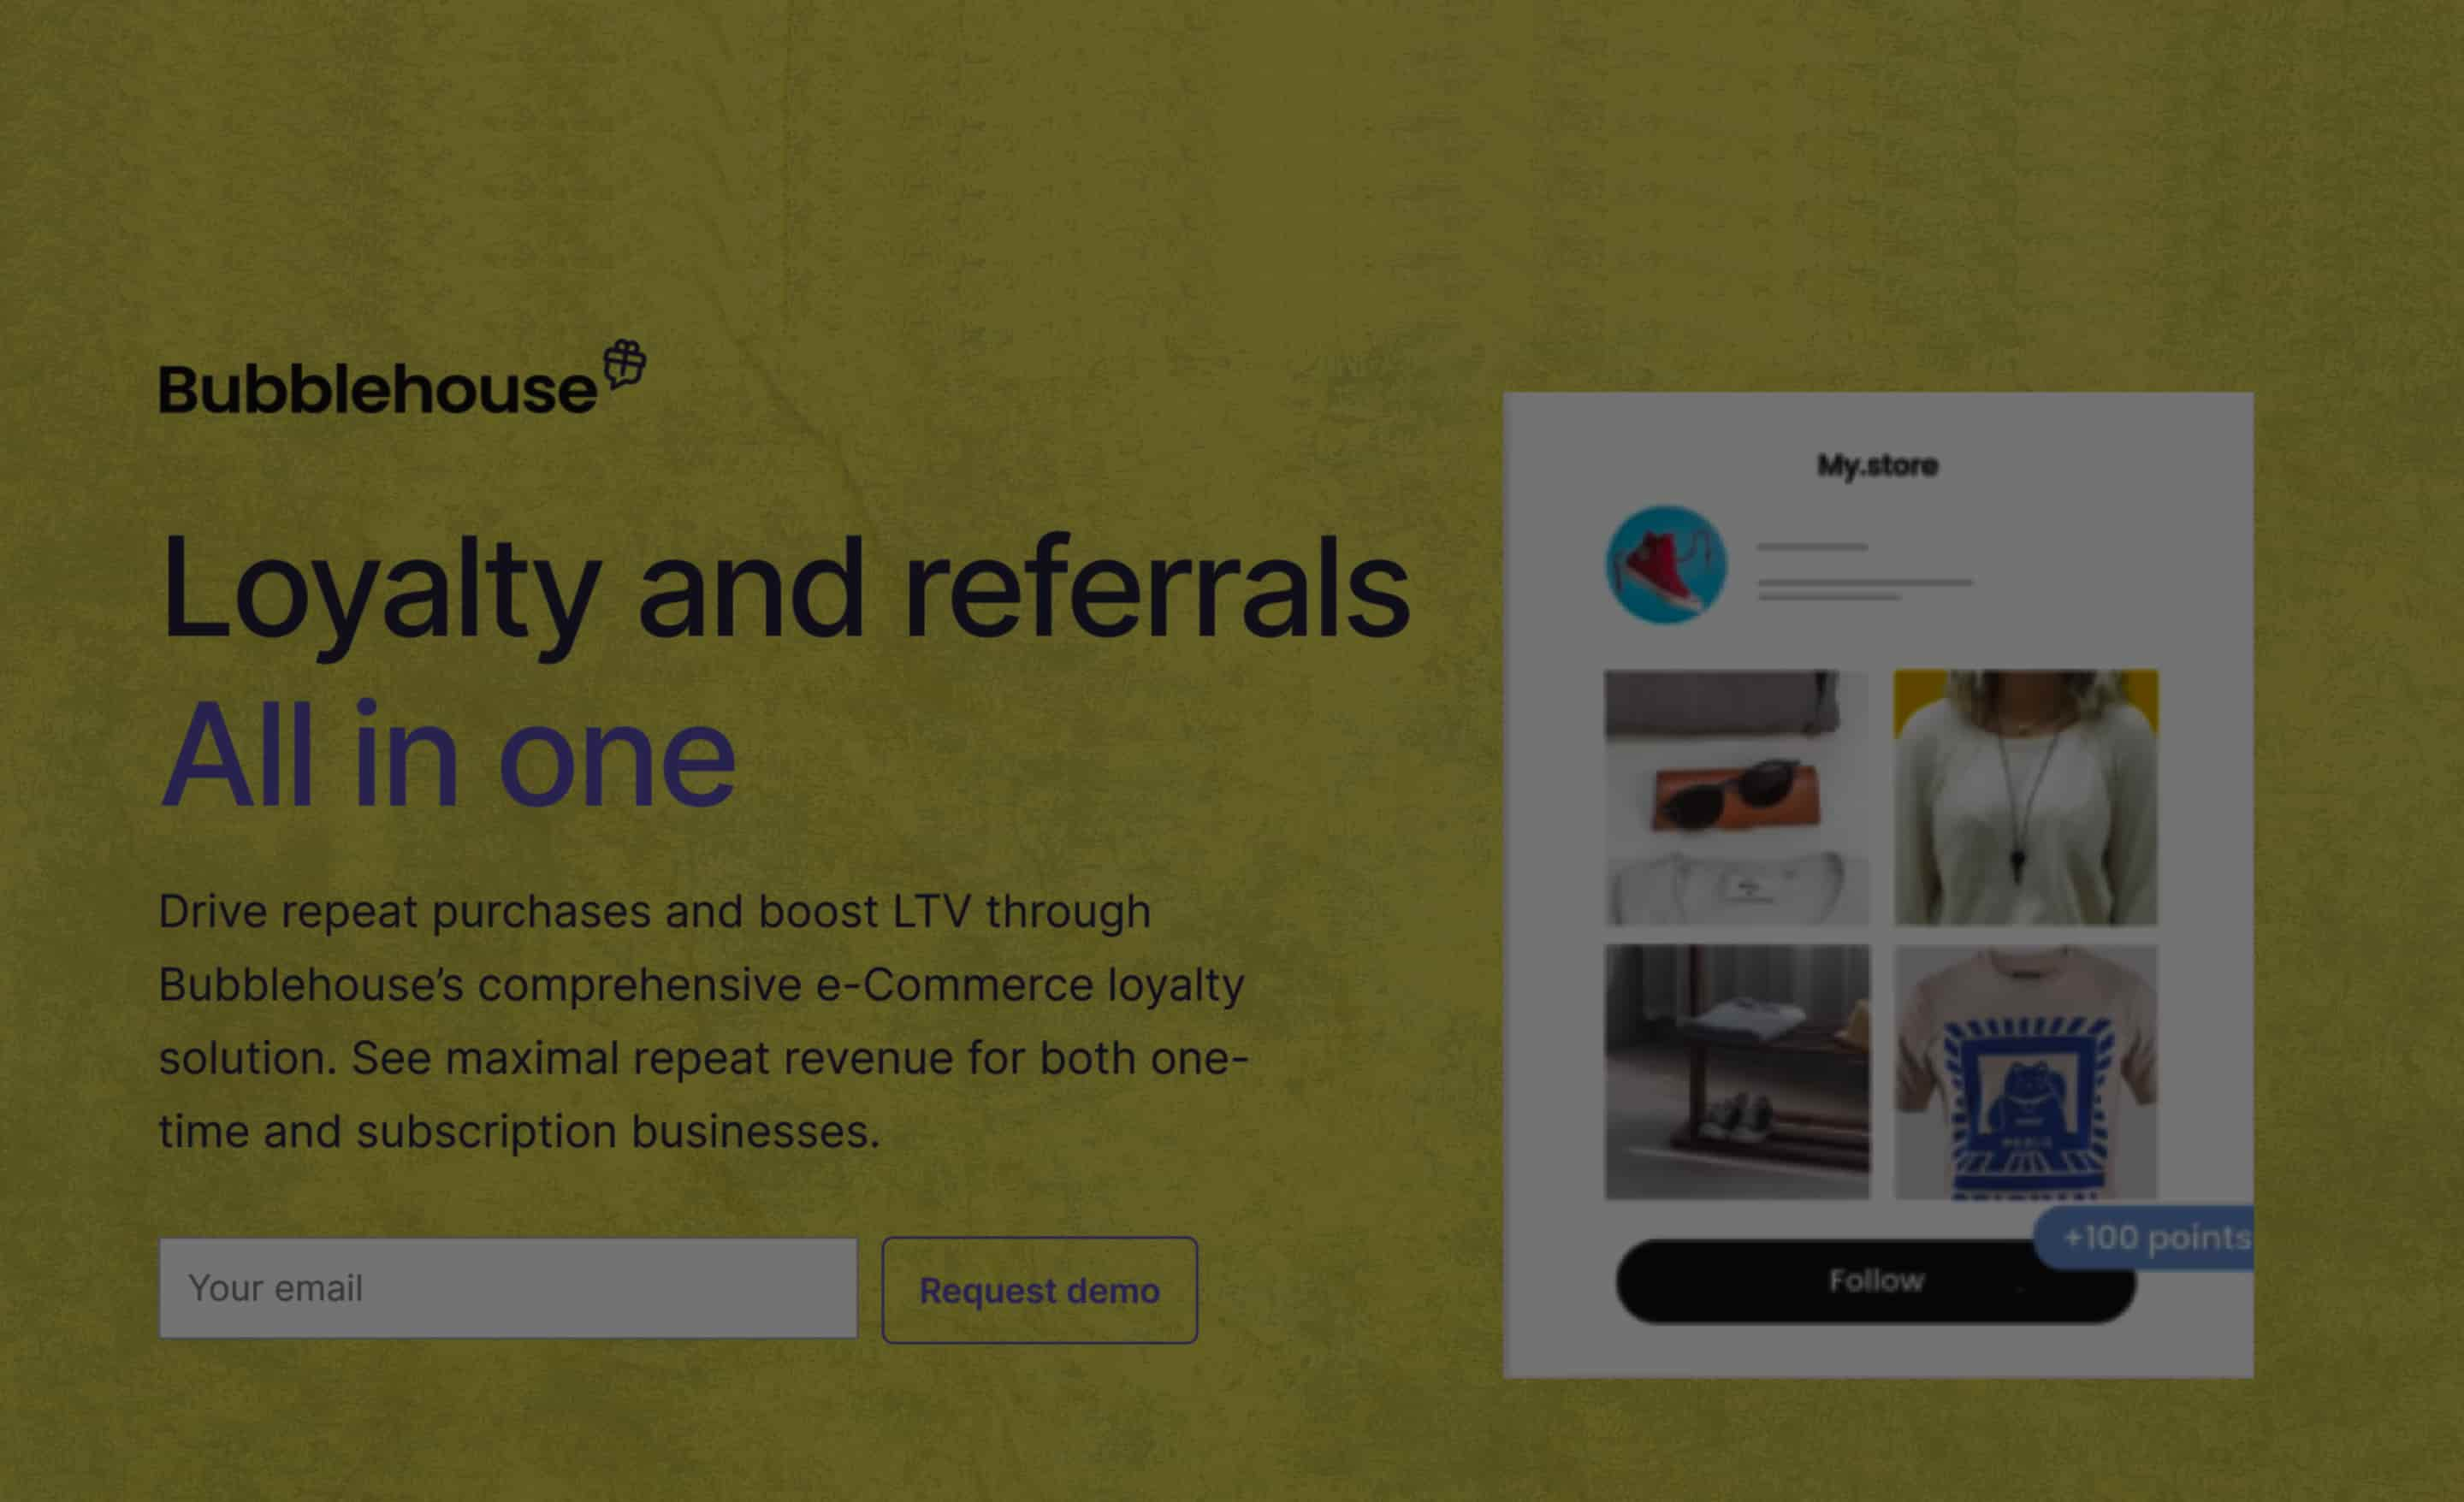 Bubblehouse
Loyalty and referrals
All in one
Drive repeat purchases and boost LTV through
Bubblehouse’s comprehensive e-Commerce loyalty
solution. See maximal repeat revenue for both one-
time and subscription businesses.
Your email
Request demo
My.store
+100 points
Follow